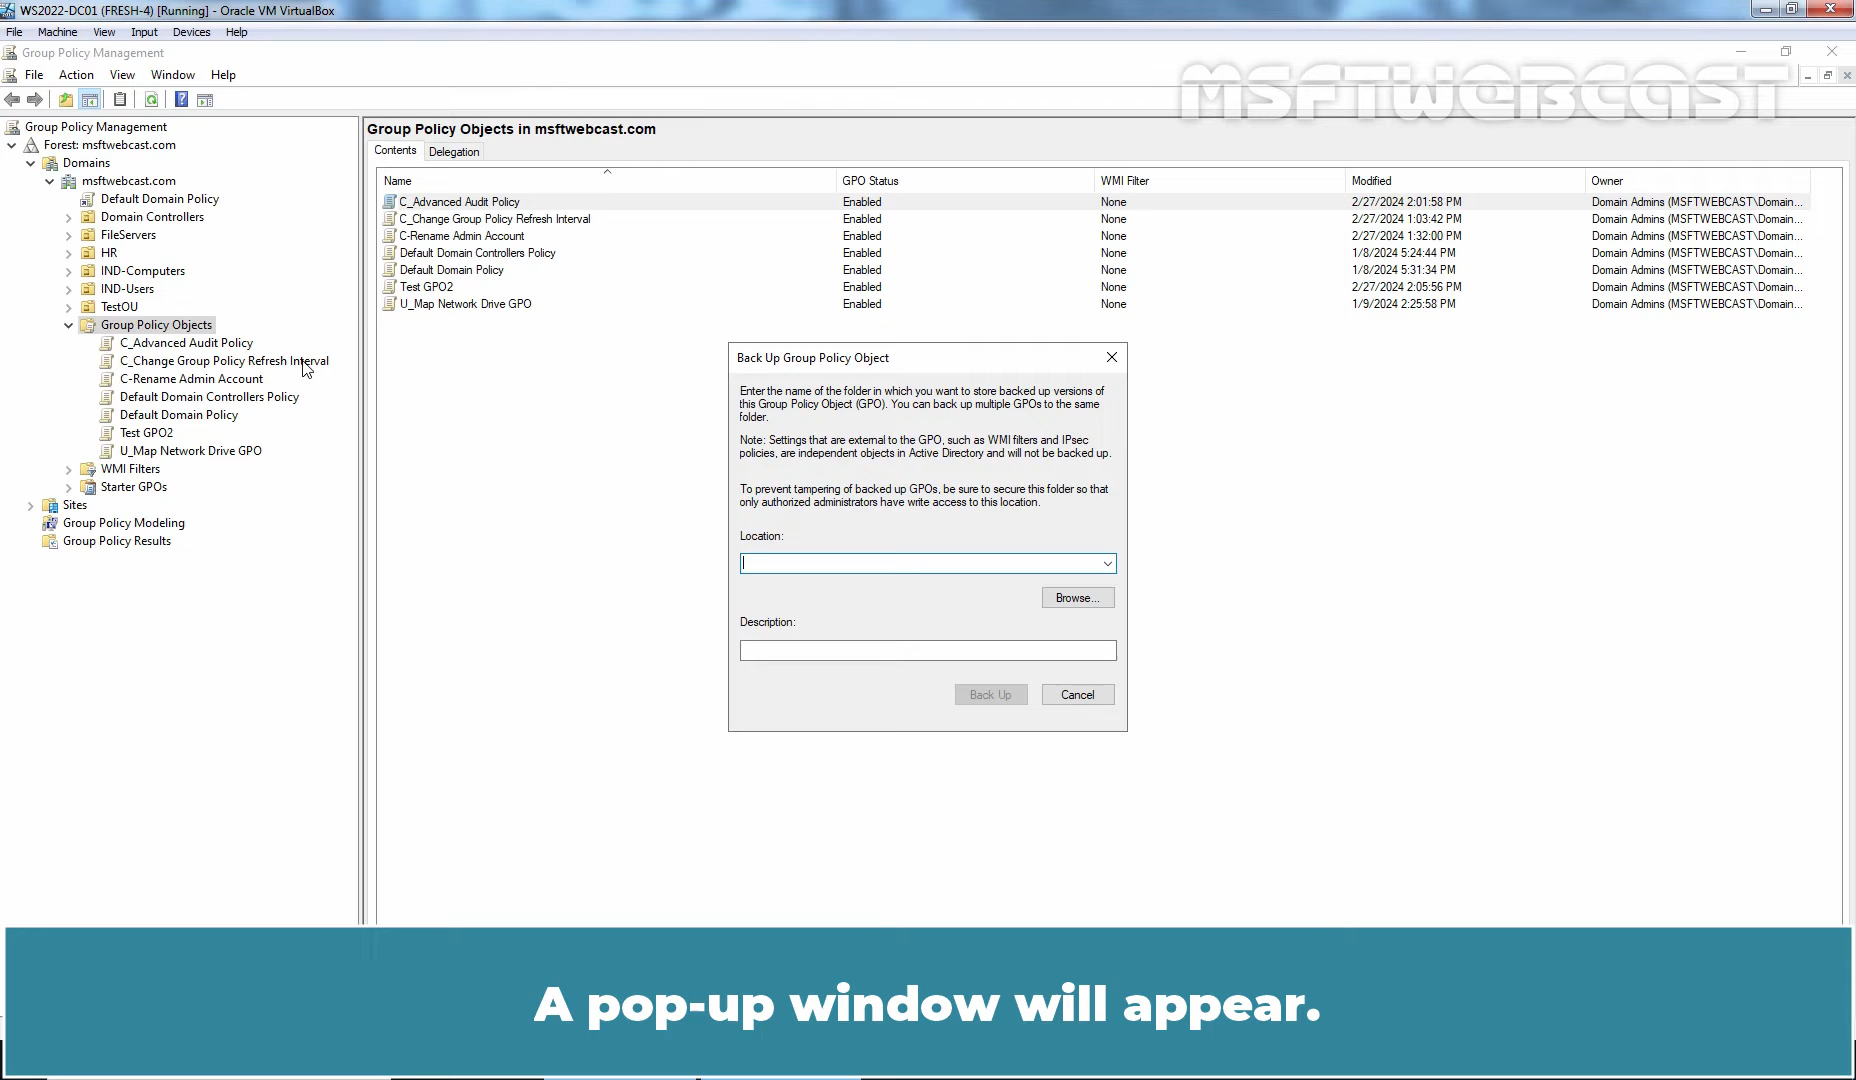 WS2022-DC01 (FRESH-4) [Running] - Oracle VM VirtualBox
File Machine View Input Devices Help
Group Policy Management
File Action View Window Help
MSFTWEBCAST
Group Policy Management
Forest: msftwebcast.com
Domains
msftwebcast.com
Default Domain Policy
Domain Controllers
FileServers
HR
IND-Computers
IND-Users
TestOU
Group Policy Objects
C_Advanced Audit Policy
C_Change Group Policy Refresh Interval
C-Rename Admin Account
Default Domain Controllers Policy
Default Domain Policy
Test GPO2
U_Map Network Drive GPO
WMI Filters
Starter GPOs
Sites
Group Policy Modeling
Group Policy Results
Group Policy Objects in msftwebcast.com
Contents Delegation
Name GPO Status WMI Filter Modified Owner
C_Advanced Audit Policy Enabled None 2/27/2024 2:01:58 PM Domain Admins (MSFTWEBCAST\Domain...
C_Change Group Policy Refresh Interval Enabled None 2/27/2024 1:03:42 PM Domain Admins (MSFTWEBCAST\Domain...
C-Rename Admin Account Enabled None 2/27/2024 1:32:00 PM Domain Admins (MSFTWEBCAST\Domain...
Default Domain Controllers Policy Enabled None 1/8/2024 5:24:44 PM Domain Admins (MSFTWEBCAST\Domain...
Default Domain Policy Enabled None 1/8/2024 5:31:34 PM Domain Admins (MSFTWEBCAST\Domain...
Test GPO2 Enabled None 2/27/2024 2:05:56 PM Domain Admins (MSFTWEBCAST\Domain...
U_Map Network Drive GPO Enabled None 1/9/2024 2:25:58 PM Domain Admins (MSFTWEBCAST\Domain...
Back Up Group Policy Object
Enter the name of the folder in which you want to store backed up versions of
this Group Policy Object (GPO). You can back up multiple GPOs to the same
folder.
Note: Settings that are external to the GPO, such as WMI filters and IPsec
policies, are independent objects in Active Directory and will not be backed up.
To prevent tampering of backed up GPOs, be sure to secure this folder so that
only authorized administrators have write access to this location.
Location:
Browse...
Description:
Back Up Cancel
A pop-up window will appear.